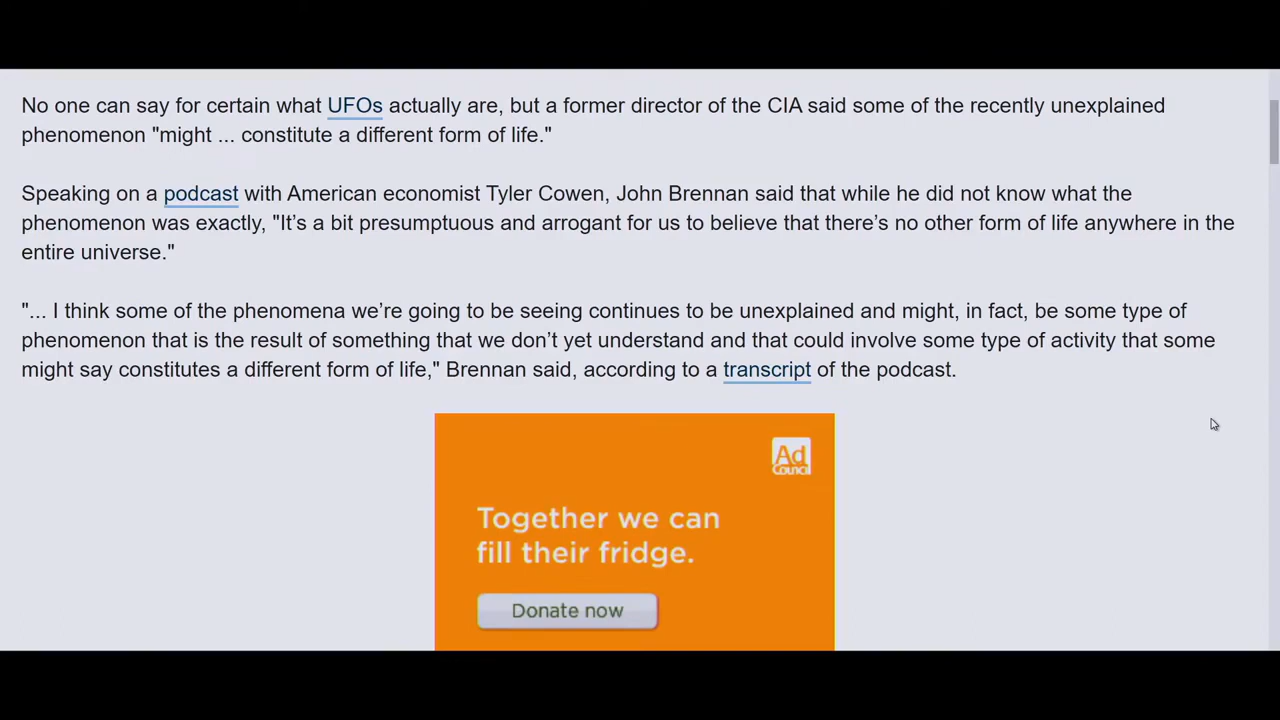 No one can say for certain what UFOs actually are, but a former director of the CIA said some of the recently unexplained
phenomenon "might ... constitute a different form of life."
Speaking on a podcast with American economist Tyler Cowen, John Brennan said that while he did not know what the
phenomenon was exactly, "It’s a bit presumptuous and arrogant for us to believe that there’s no other form of life anywhere in the
entire universe."
"... I think some of the phenomena we’re going to be seeing continues to be unexplained and might, in fact, be some type of
phenomenon that is the result of something that we don’t yet understand and that could involve some type of activity that some
might say constitutes a different form of life," Brennan said, according to a transcript of the podcast.
Ad
Council
Together we can
fill their fridge.
Donate now